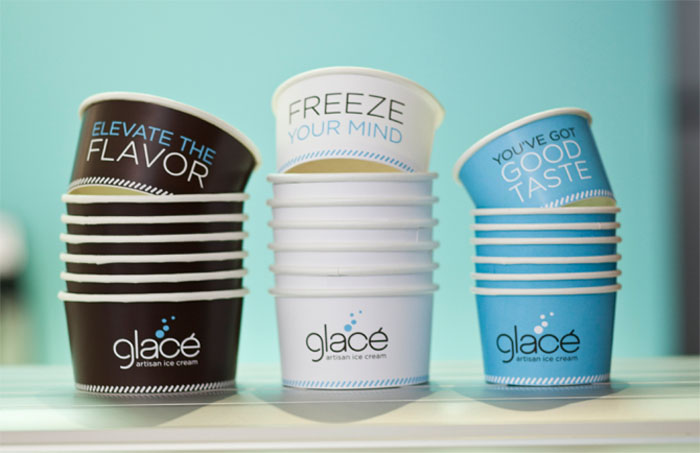 ELEVATE THE
FLAVOR
glacé
artisan ice cream
FREEZE
YOUR MIND
glacé
artisan ice cream
YOU'VE GOT
GOOD
TASTE
glacé
artisan ice cream